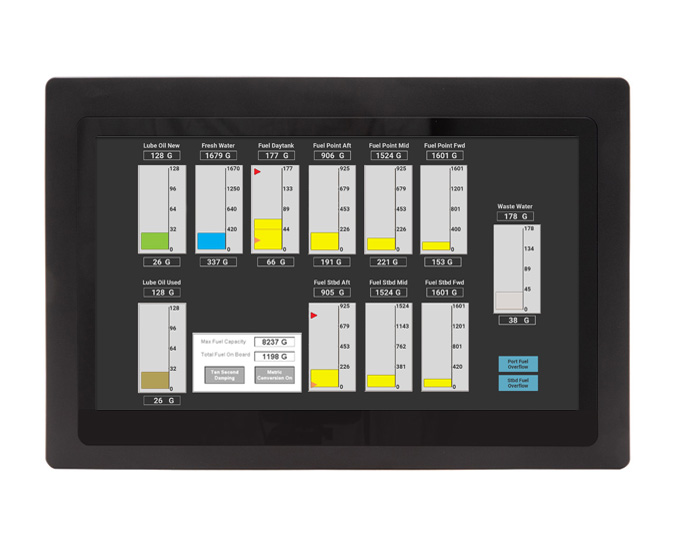 Lube Oil New
128 G
128
96
64
32
0
26 G
Fresh Water
1679 G
1670
1250
640
420
0
337 G
Fuel Daytank
177 G
177
133
89
44
0
66 G
Fuel Point Aft
906 G
925
679
453
226
0
191 G
Fuel Point Mid
1524 G
925
679
453
226
0
221 G
Fuel Point Fwd
1601 G
1601
1201
801
400
0
153 G
Waste Water
178 G
178
134
89
45
0
38 G
Lube Oil Used
128 G
128
96
64
32
0
26 G
Max Fuel Capacity
8237 G
Total Fuel On Board
1198 G
Ten Second
Damping
Metric
Conversion On
Fuel Stbd Aft
905 G
925
679
453
226
0
Fuel Stbd Mid
1524 G
1524
1143
762
381
0
Fuel Stbd Fwd
1601 G
1601
1201
801
420
0
Port Fuel
Overflow
Stbd Fuel
Overflow